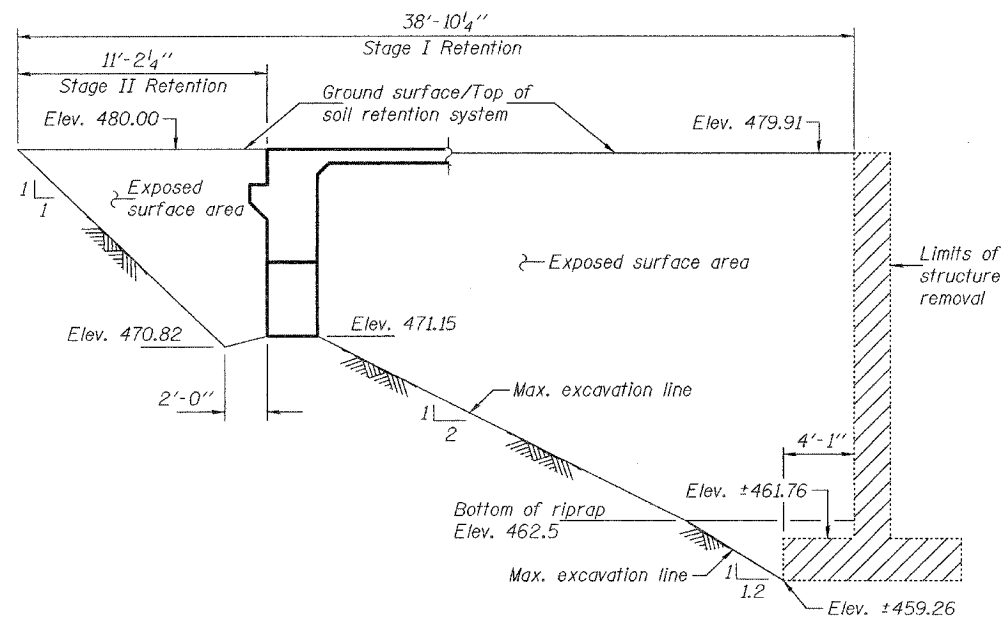 38'-10¼"
Stage I Retention
11'-2¼"
Stage II Retention
Ground surface/Top of
soil retention system
Elev. 480.00
Elev. 479.91
1
1
Exposed
surface area
Exposed surface area
Limits of
structure
removal
Elev. 470.82
Elev. 471.15
2'-0"
Max. excavation line
1
2
4'-1"
Elev. ±461.76
Bottom of riprap
Elev. 462.5
Max. excavation line
1
1.2
Elev. ±459.26